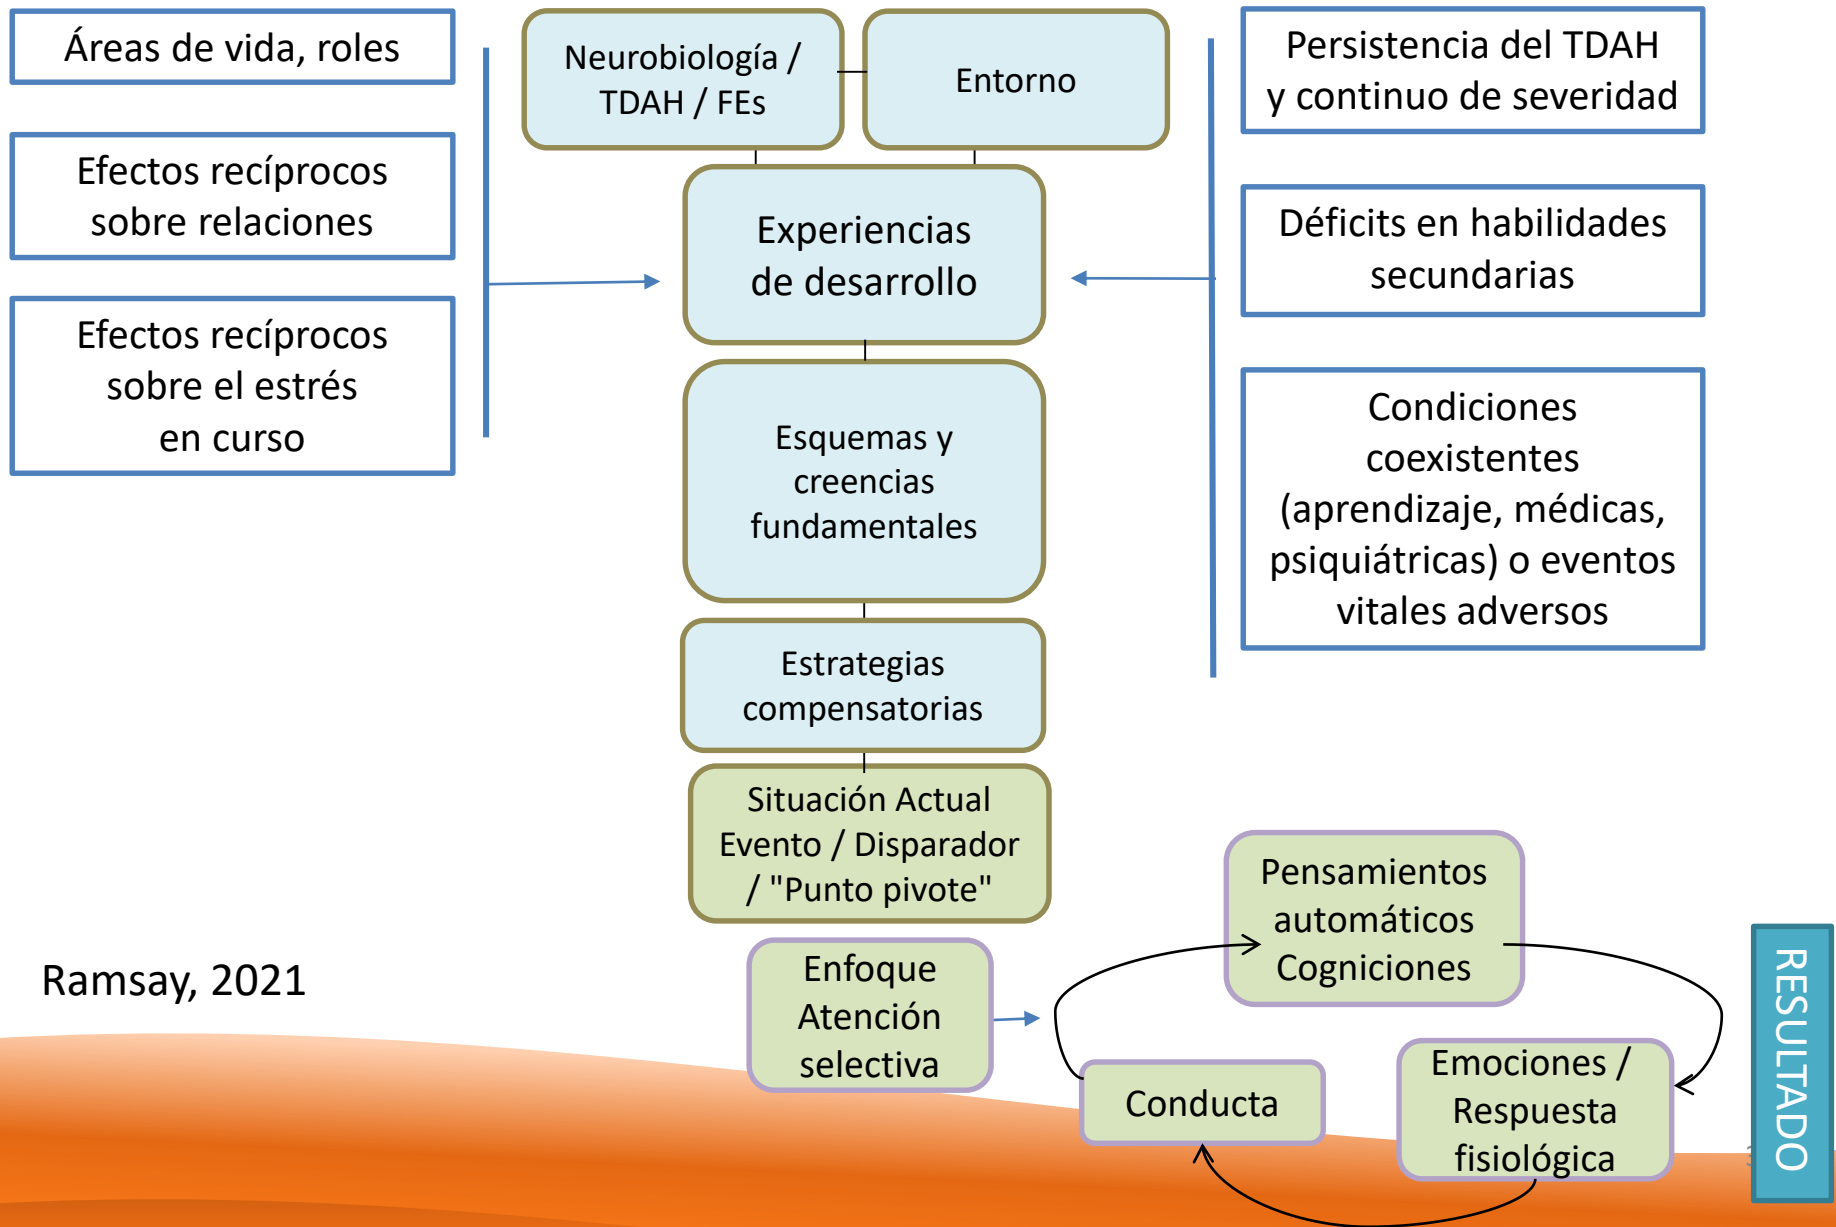 Áreas de vida, roles
Efectos recíprocos
sobre relaciones
Efectos recíprocos
sobre el estrés
en curso
Neurobiología /
TDAH / FEs
Entorno
Experiencias
de desarrollo
Esquemas y
creencias
fundamentales
Estrategias
compensatorias
Situación Actual
Evento / Disparador
/ "Punto pivote"
Persistencia del TDAH
y continuo de severidad
Déficits en habilidades
secundarias
Condiciones
coexistentes
(aprendizaje, médicas,
psiquiátricas) o eventos
vitales adversos
Enfoque
Atención
selectiva
Pensamientos
automáticos
Cogniciones
Emociones /
Respuesta
fisiológica
Conducta
RESULTADO
Ramsay, 2021